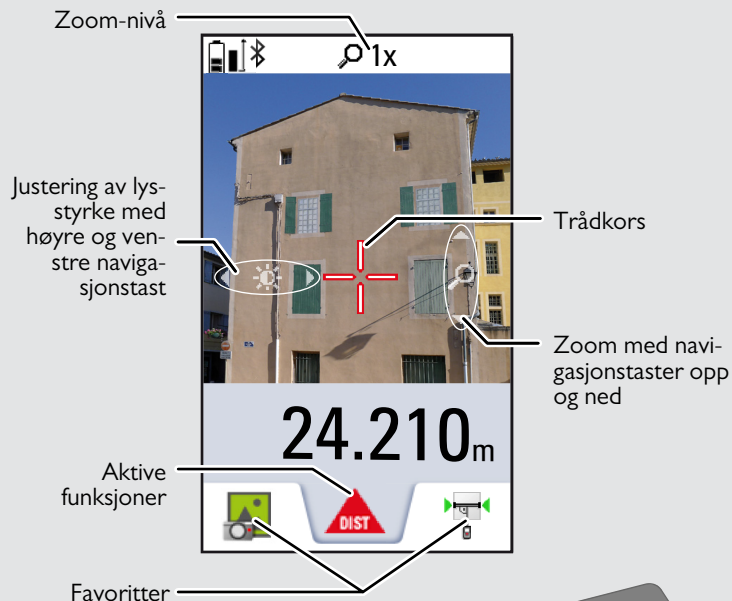 Zoom-nivå
1x
Justering av lys-
styrke med
høyre og ven-
stre naviga-
sjonstast
Trådkors
Zoom med navi-
gasjonstaster opp
og ned
24.210m
Aktive
funksjoner
DIST
Favoritter